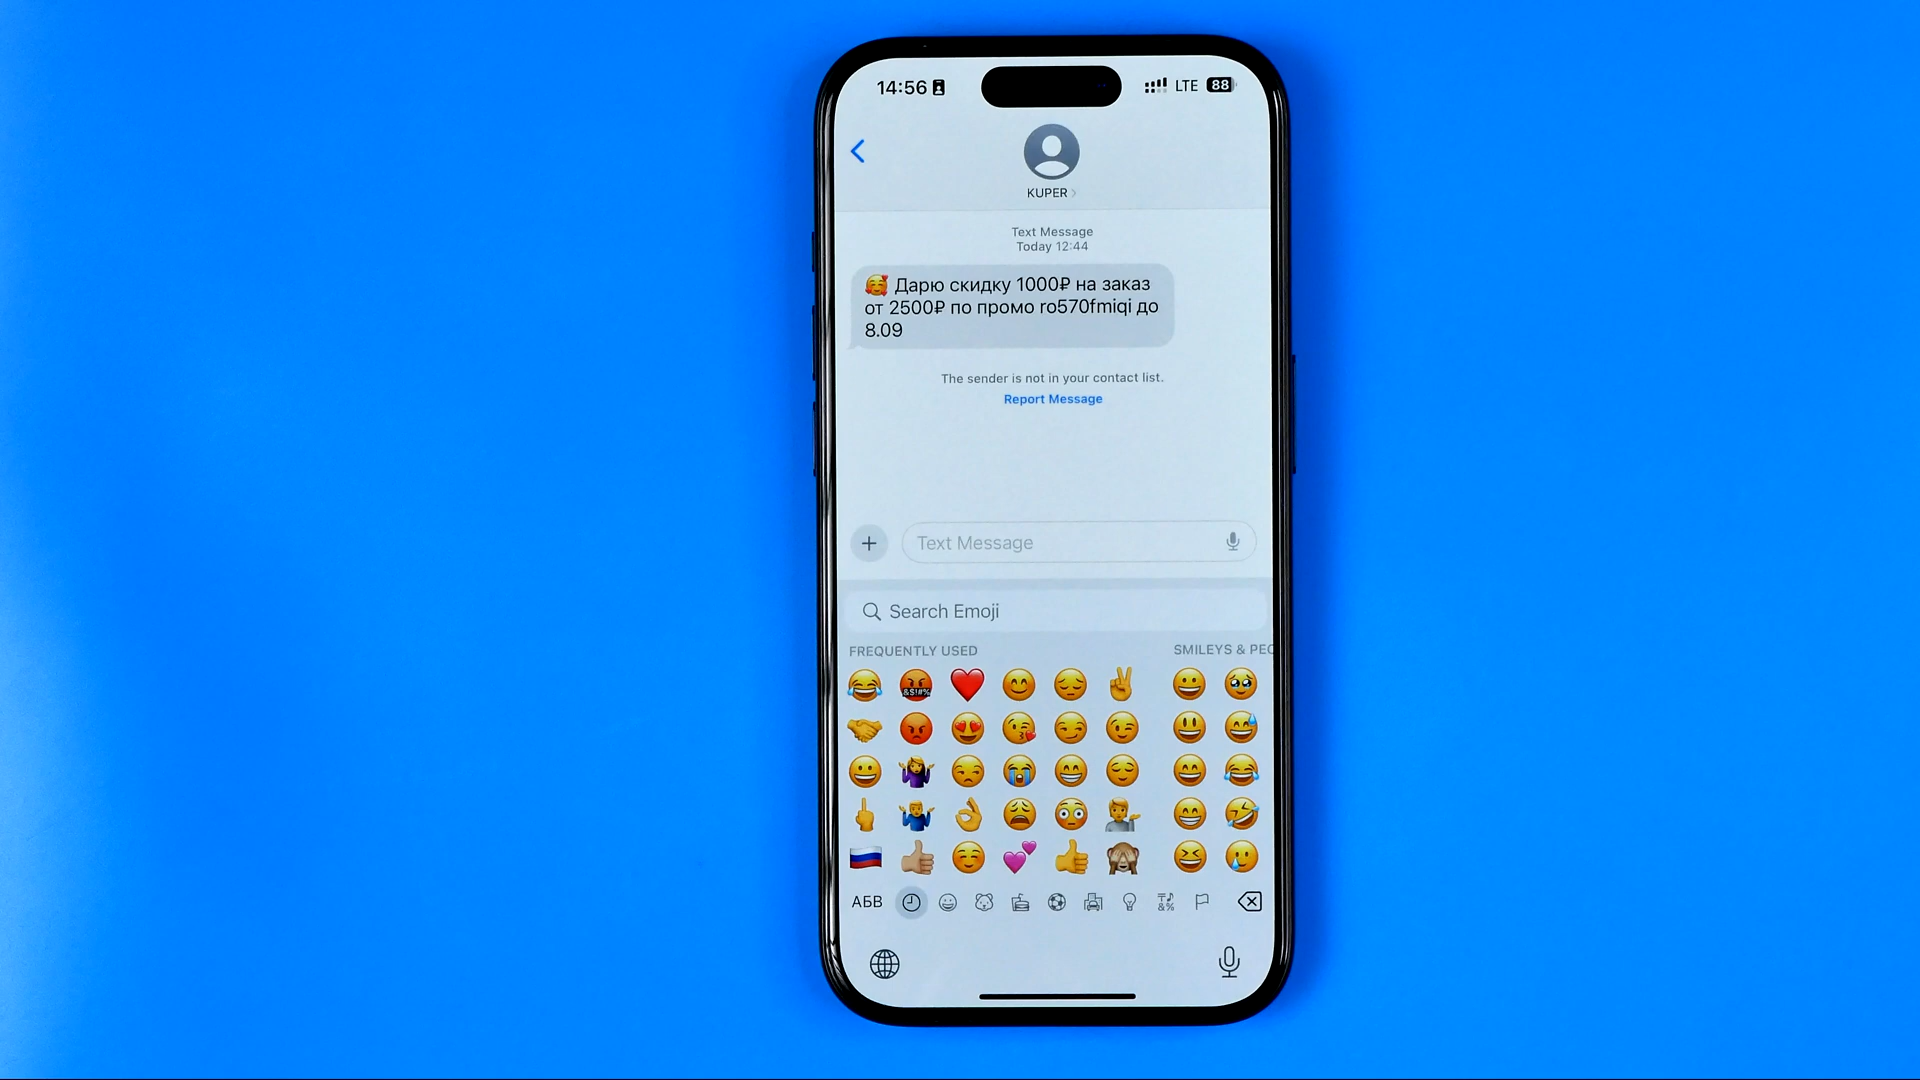 14:56 LTE 88
KUPER
Text Message
Today 12:44
🥰 Дарю скидку 1000₽ на заказ
от 2500₽ по промо ro570fmiqi до
8.09
The sender is not in your contact list.
Report Message
Text Message
Search Emoji
FREQUENTLY USED SMILEYS & PEO
&$!#%
АБВ